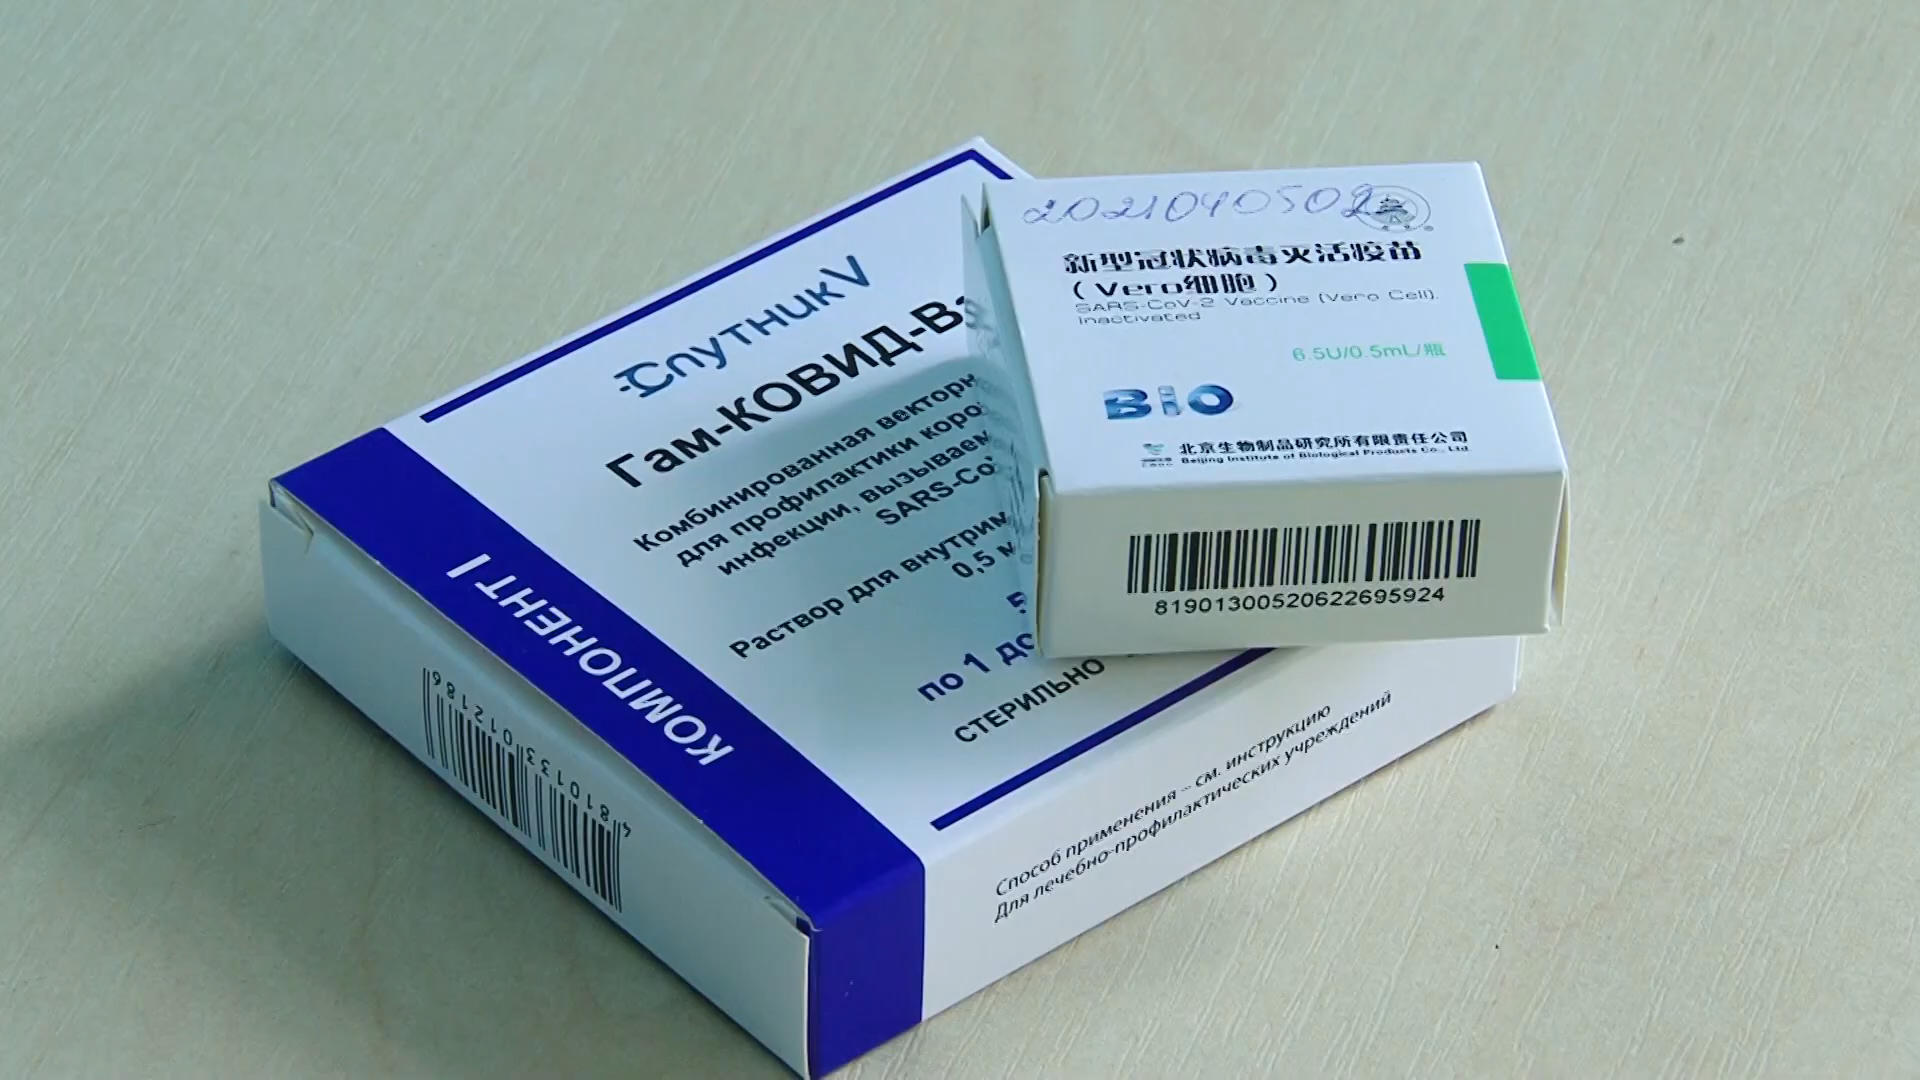 Спутник V
Гам-КОВИД-Ва
Комбинированная векторн
для профилактики коро
инфекции, вызываем
SARS-Co
Раствор для внутрим
0,5 м
5
по 1 до
СТЕРИЛЬНО
КОМПОНЕНТ I
4810133012186
Способ применения – см. инструкцию
Для лечебно-профилактических учреждений
2021040502
新型冠状病毒灭活疫苗
（Vero细胞）
SARS-CoV-2 Vaccine (Vero Cell),
Inactivated
6.5U/0.5mL/瓶
BIO
北京生物制品研究所有限责任公司
Beijing Institute of Biological Products Co., Ltd.
81901300520622695924